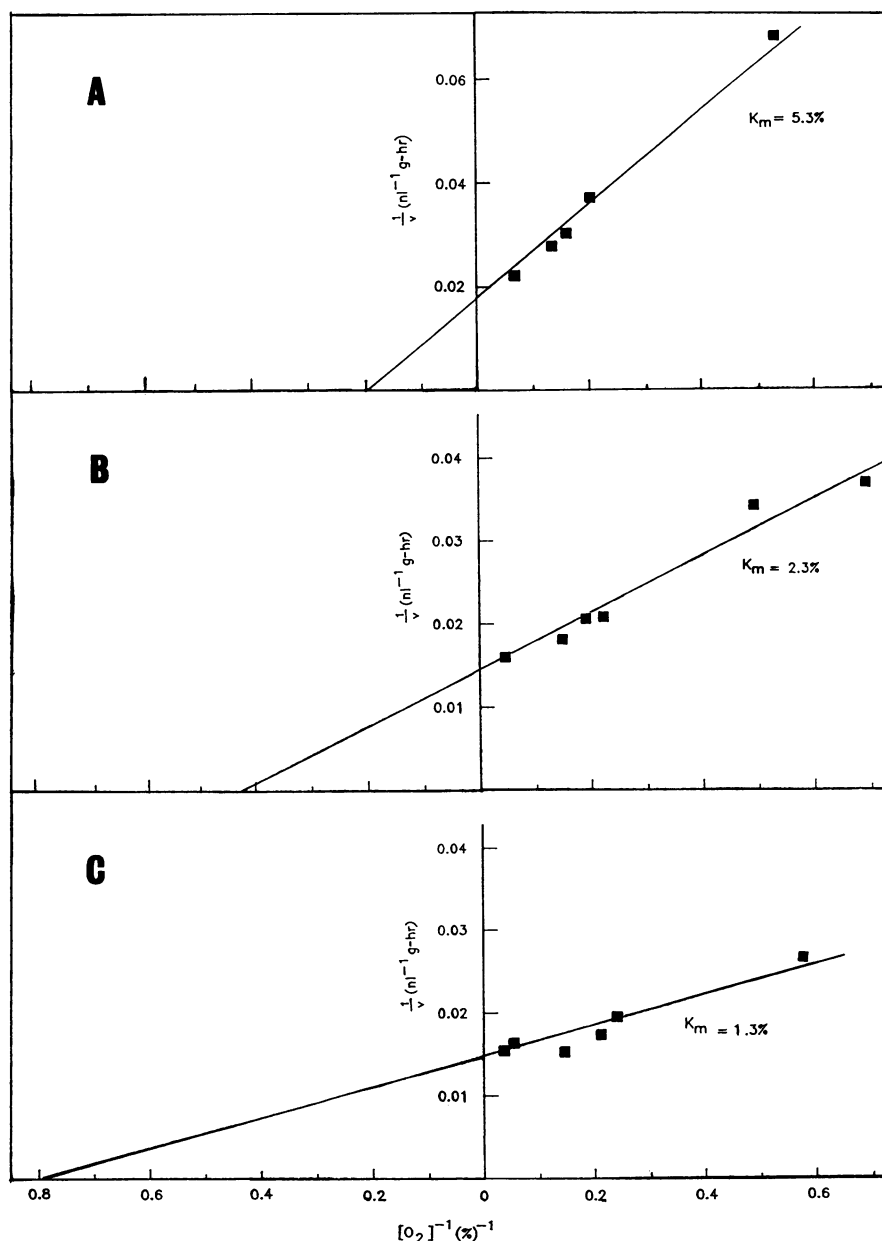 A
0.06
0.04
0.02
1/v (nl⁻¹ g-hr)
Km = 5.3%
B
0.04
0.03
0.02
0.01
1/v (nl⁻¹ g-hr)
Km = 2.3%
C
0.04
0.03
0.02
0.01
1/v (nl⁻¹ g-hr)
Km = 1.3%
0.8 0.6 0.4 0.2 0 0.2 0.4 0.6
[O₂]⁻¹ (%)⁻¹